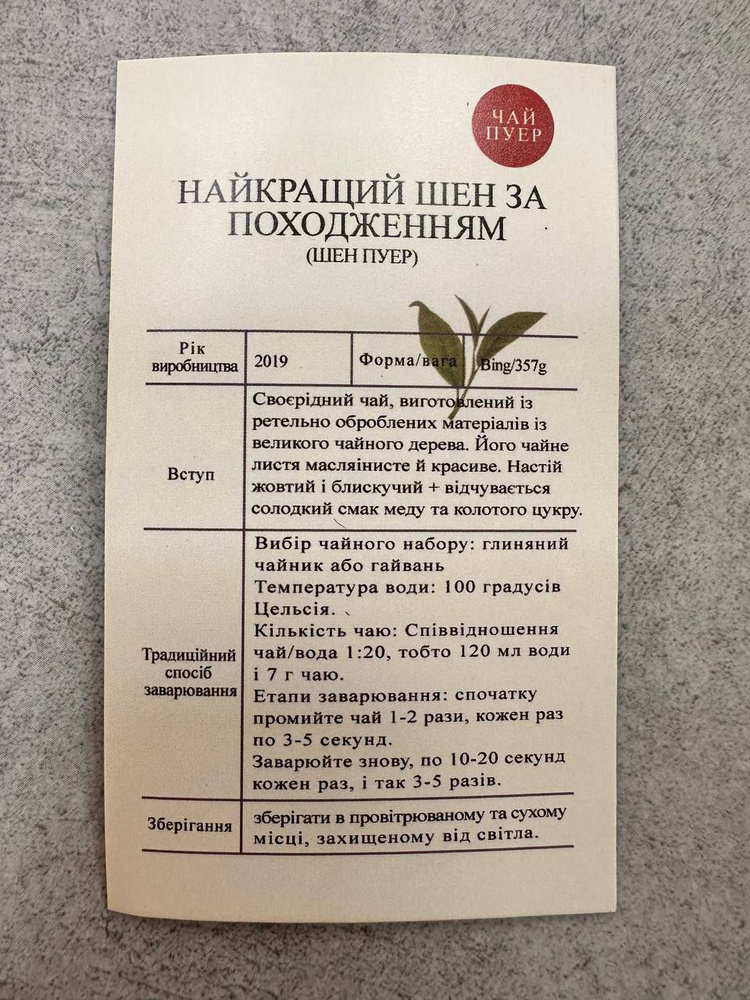 ЧАЙ
ПУЕР
НАЙКРАЩИЙ ШЕН ЗА
ПОХОДЖЕННЯМ
(ШЕН ПУЕР)
Рік
виробництва
2019
Форма/вага
Bing/357g
Вступ
Своєрідний чай, виготовлений із
ретельно оброблених матеріалів із
великого чайного дерева. Його чайне
листя масляінисте й красиве. Настій
жовтий і блискучий + відчувається
солодкий смак меду та колотого цукру.
Традиційний
спосіб
заварювання
Вибір чайного набору: глиняний
чайник або гайвань
Температура води: 100 градусів
Цельсія.
Кількість чаю: Співвідношення
чай/вода 1:20, тобто 120 мл води
і 7 г чаю.
Етапи заварювання: спочатку
промийте чай 1-2 рази, кожен раз
по 3-5 секунд.
Заварюйте знову, по 10-20 секунд
кожен раз, і так 3-5 разів.
Зберігання
зберігати в провітрюваному та сухому
місці, захищеному від світла.